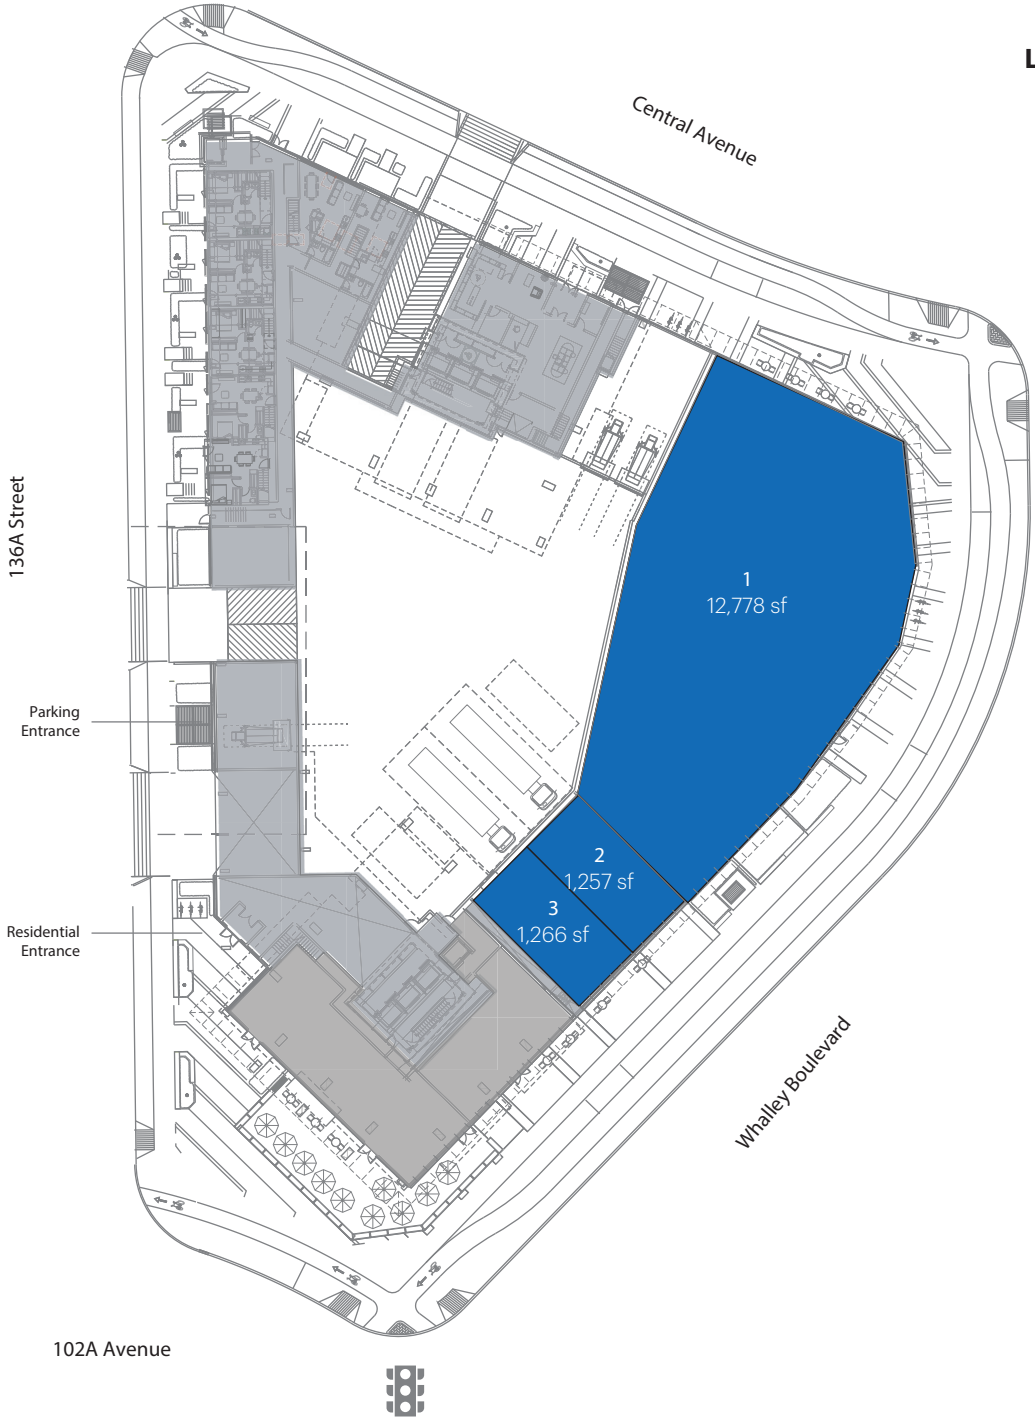 L
Central Avenue
136A Street
1
12,778 sf
Parking
Entrance
2
1,257 sf
3
1,266 sf
Residential
Entrance
Whalley Boulevard
102A Avenue